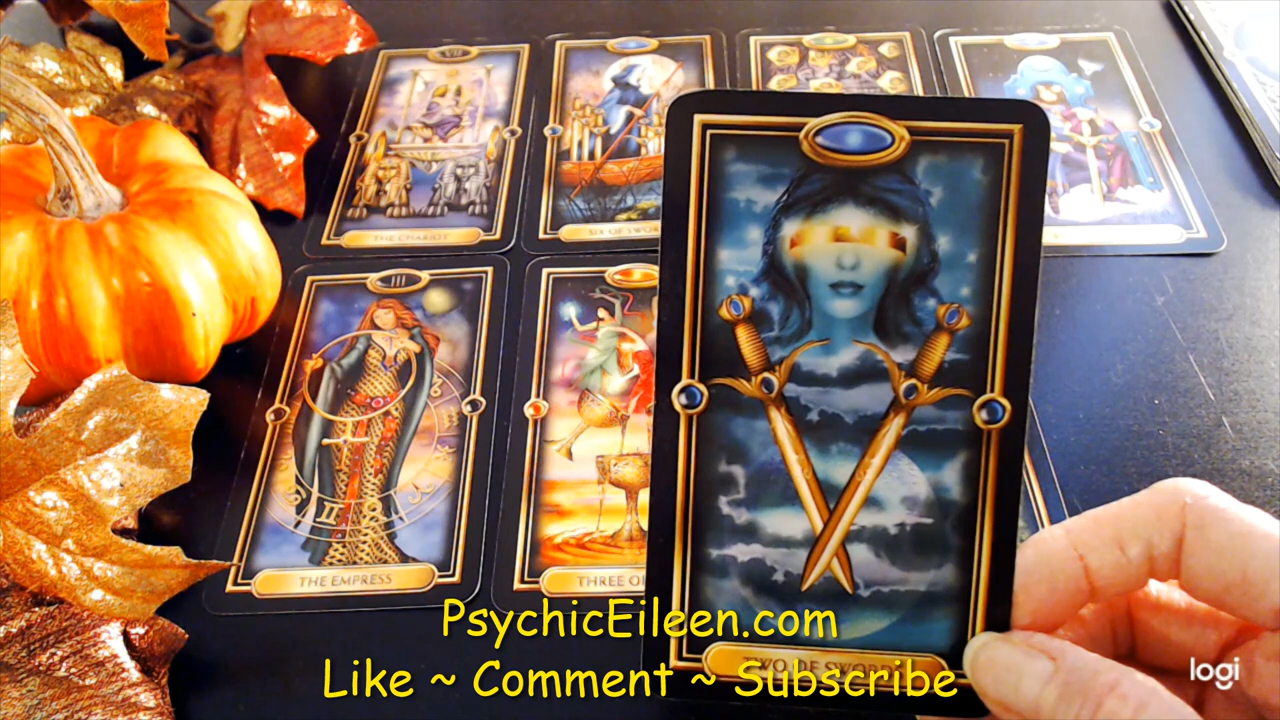 VII
THE CHARIOT
SIX OF SWOR
III
THE EMPRESS
THREE OF
TWO OF SWORDS
PsychicEileen.com
Like ~ Comment ~ Subscribe
logi